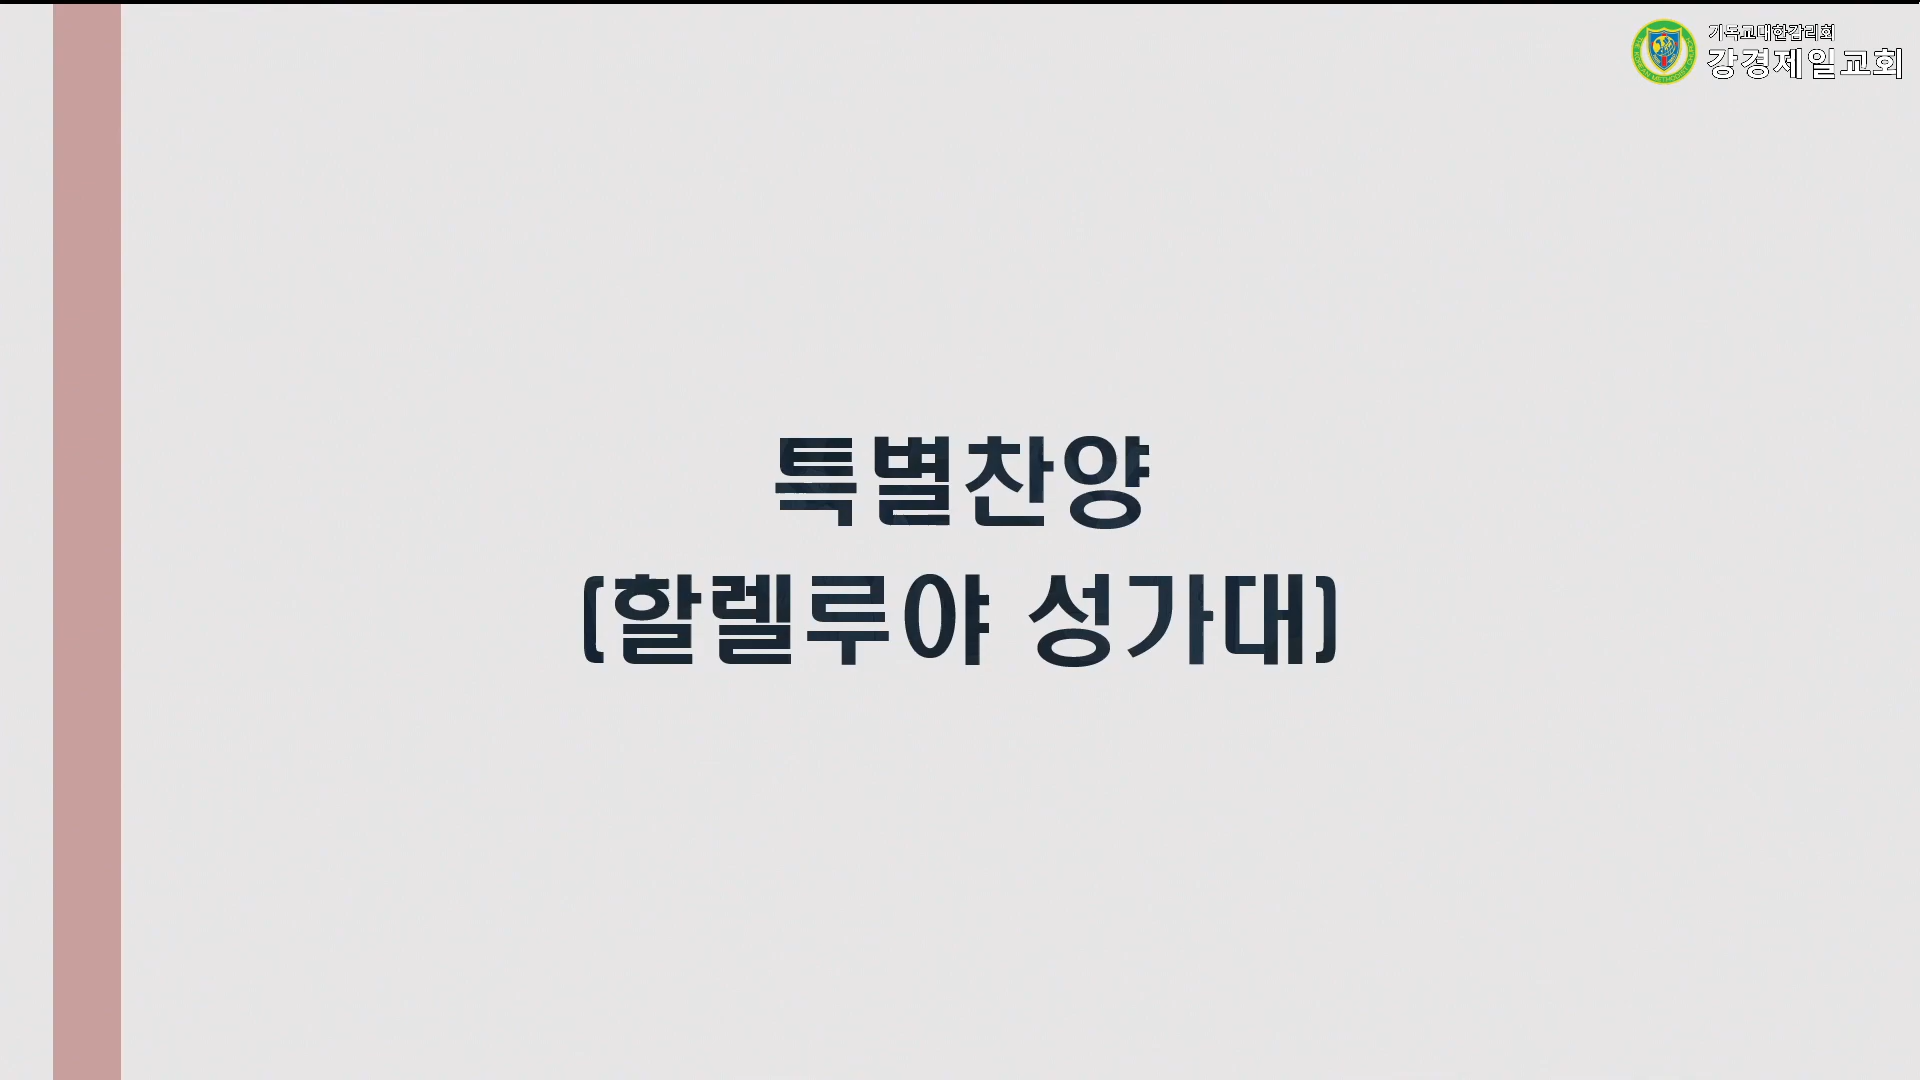 기독교대한감리회
강경제일교회
특별찬양
(할렐루야 성가대)